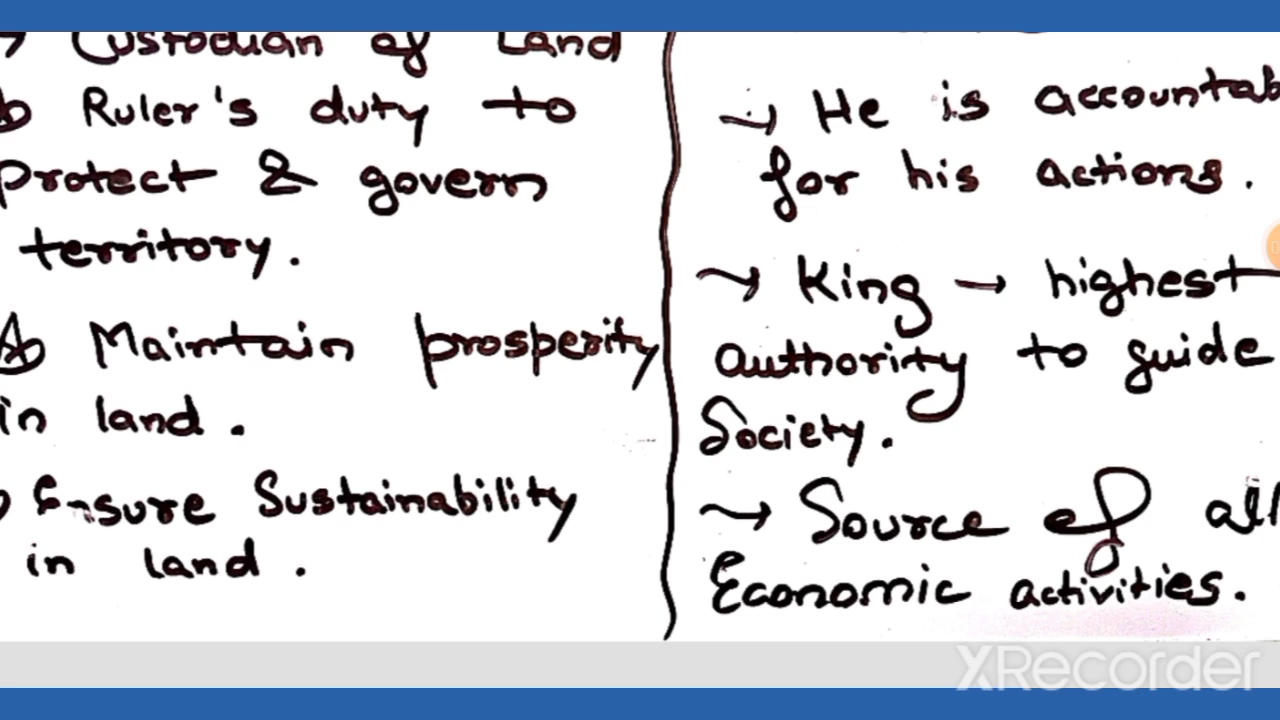 → Custodian of Land
Ruler's duty to
protect & govern
territory.
Maintain prosperity
in land.
Ensure Sustainability
in land.
→ He is accountab
for his actions.
→ King → highest
authority to guide
Society.
→ Source of all
Economic activities.
XRecorder